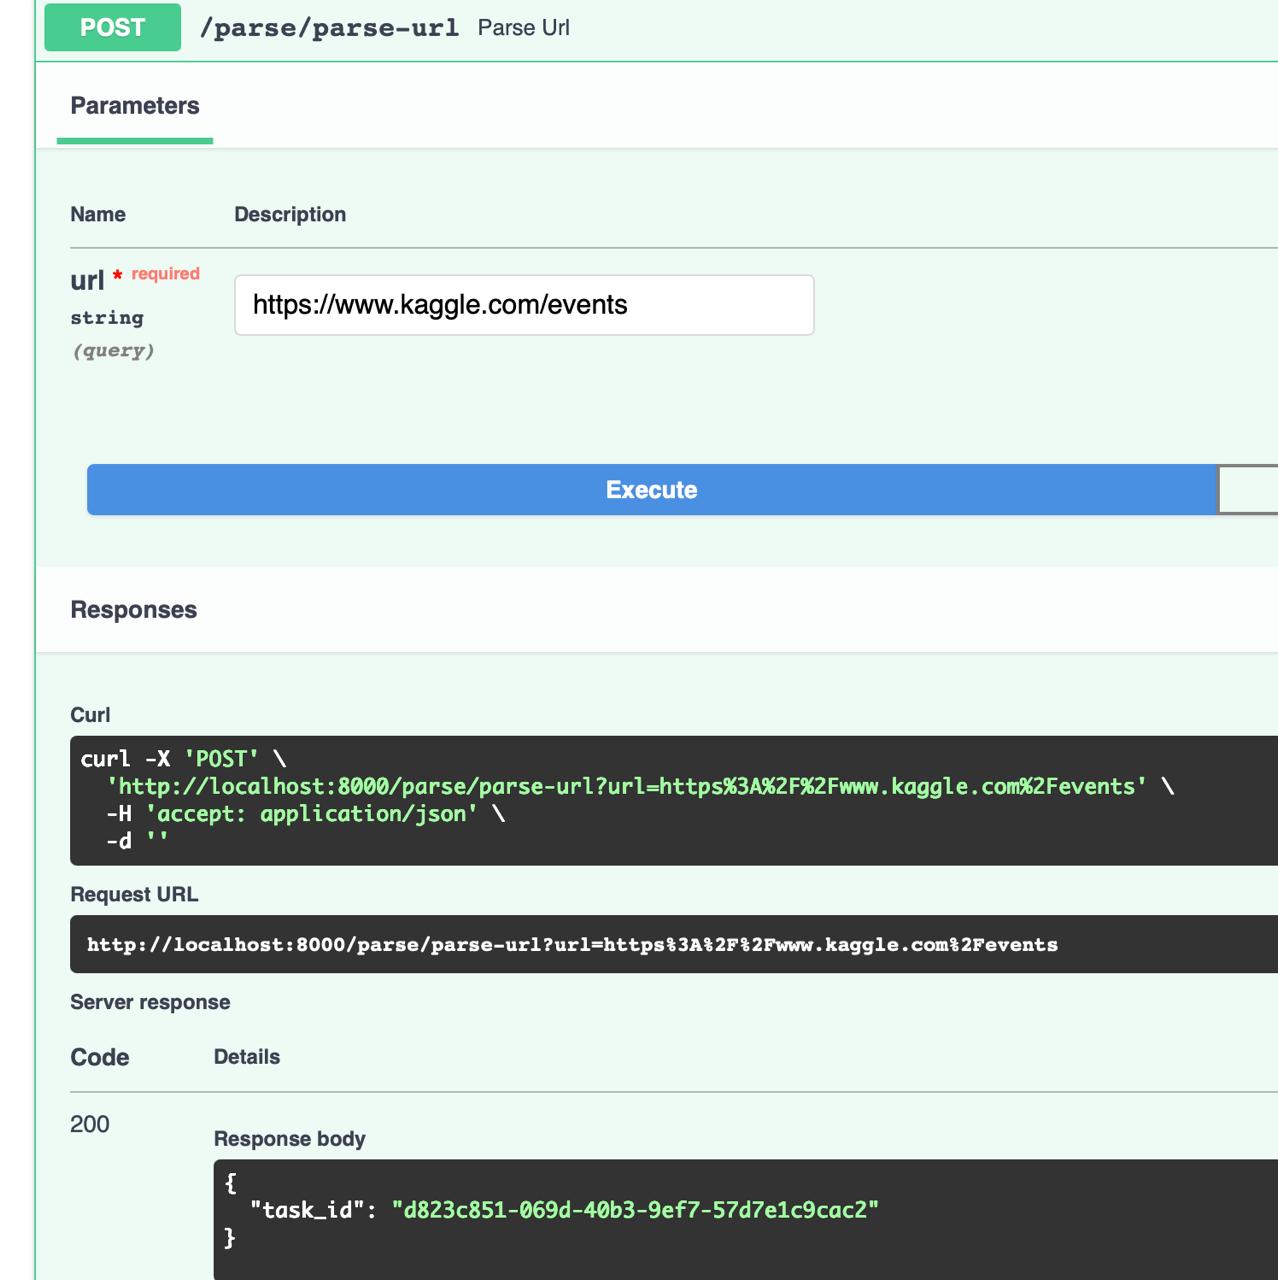 POST /parse/parse-url Parse Url
Parameters
Name Description
url * required
https://www.kaggle.com/events
string
(query)
Execute
Responses
Curl
curl -X 'POST' \
'http://localhost:8000/parse/parse-url?url=https%3A%2F%2Fwww.kaggle.com%2Fevents' \
-H 'accept: application/json' \
-d ''
Request URL
http://localhost:8000/parse/parse-url?url=https%3A%2F%2Fwww.kaggle.com%2Fevents
Server response
Code Details
200
Response body
{
"task_id": "d823c851-069d-40b3-9ef7-57d7e1c9cac2"
}